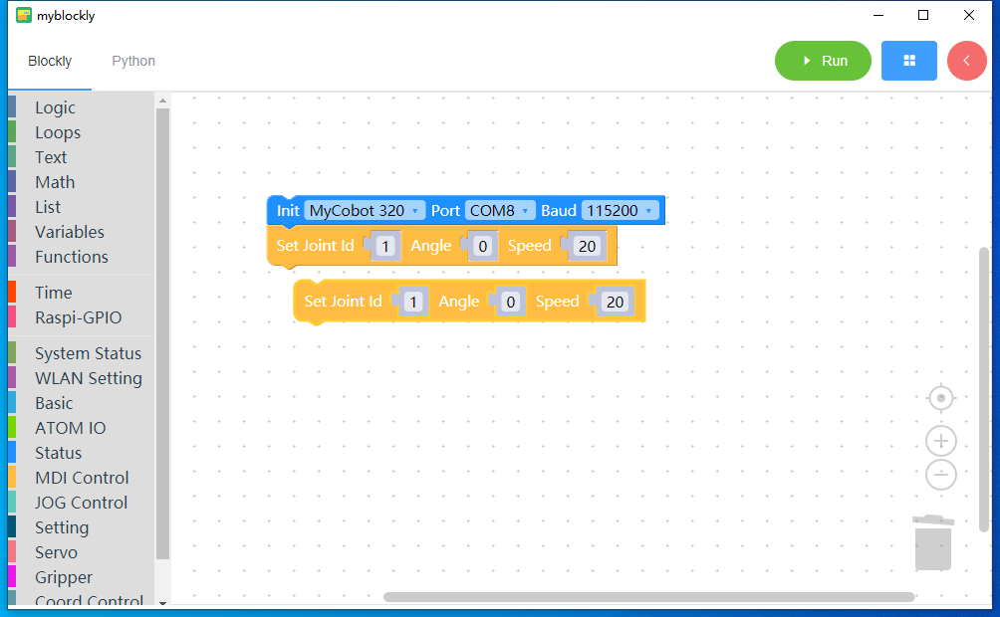 myblockly
Blockly Python
Run
Logic
Loops
Text
Math
List
Variables
Functions
Time
Raspi-GPIO
System Status
WLAN Setting
Basic
ATOM IO
Status
MDI Control
JOG Control
Setting
Servo
Gripper
Coord Control
Init MyCobot 320 Port COM8 Baud 115200
Set Joint Id 1 Angle 0 Speed 20
Set Joint Id 1 Angle 0 Speed 20